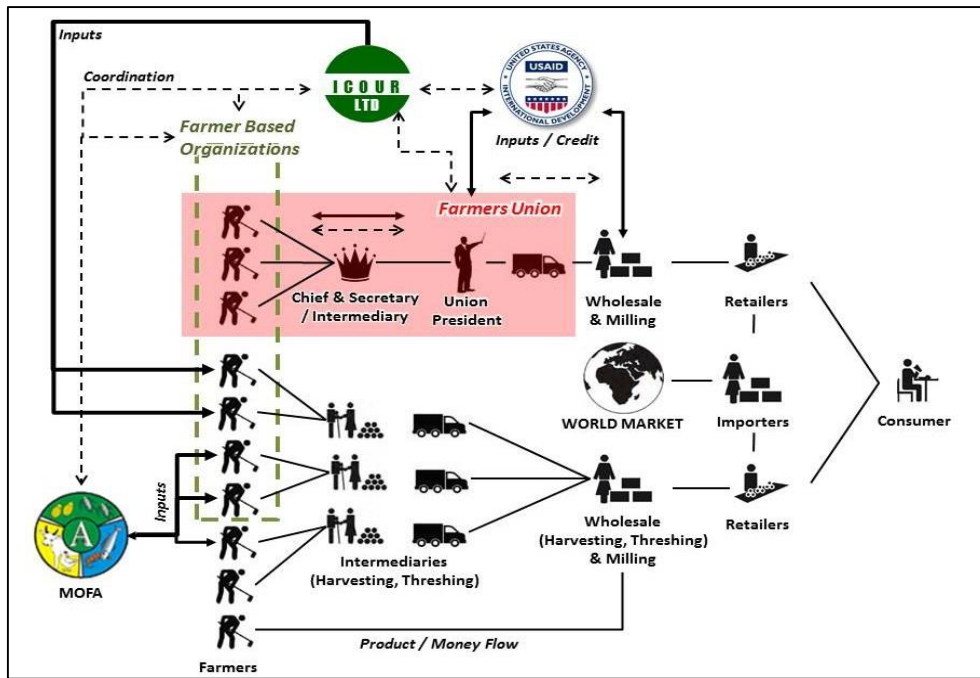 Inputs
Coordination
ICOUR
LTD
UNITED STATES AGENCY
USAID
INTERNATIONAL DEVELOPMENT
Inputs / Credit
Farmer Based
Organizations
Farmers Union
Chief & Secretary
/ Intermediary
Union
President
Wholesale
& Milling
Retailers
WORLD MARKET
Importers
Consumer
Inputs
A
MOFA
Intermediaries
(Harvesting, Threshing)
Wholesale
(Harvesting, Threshing)
& Milling
Retailers
Product / Money Flow
Farmers